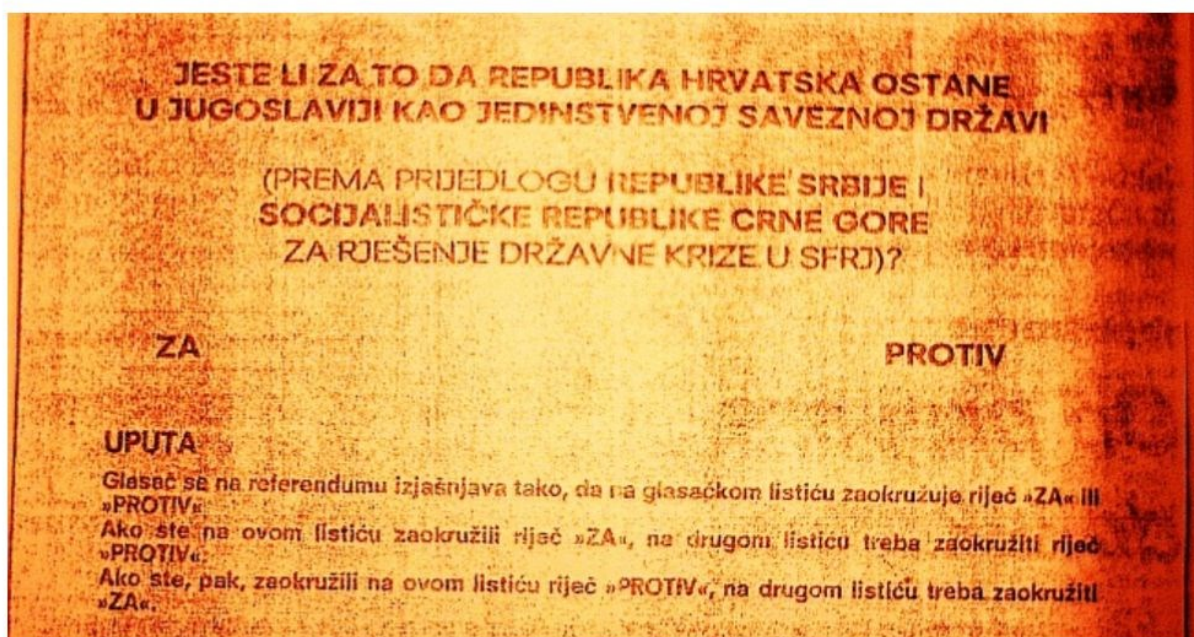 JESTE LI ZA TO DA REPUBLIKA HRVATSKA OSTANE
U JUGOSLAVIJI KAO JEDINSTVENOJ SAVEZNOJ DRŽAVI
(PREMA PRIJEDLOGU REPUBLIKE SRBIJE I
SOCIJALISTIČKE REPUBLIKE CRNE GORE
ZA RJEŠENJE DRŽAVNE KRIZE U SFRJ)?
ZA PROTIV
UPUTA
Glasač se na referendumu izjašnjava tako, da na glasačkom listiću zaokružuje riječ »ZA« ili
»PROTIV«.
Ako ste na ovom listiću zaokružili riječ »ZA«, na drugom listiću treba zaokružiti riječ
»PROTIV«.
Ako ste, pak, zaokružili na ovom listiću riječ »PROTIV«, na drugom listiću treba zaokružiti
»ZA«.